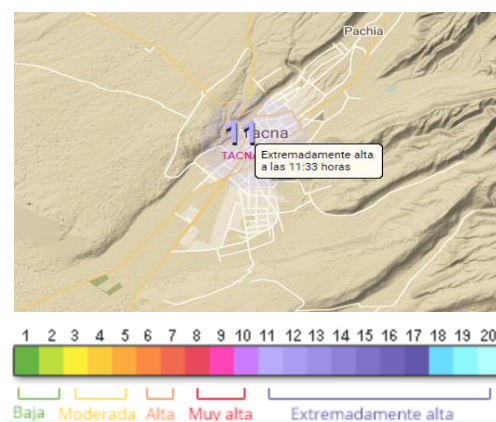 Pachia
11
Tacna
TACNA
Extremadamente alta
a las 11:33 horas
1 2 3 4 5 6 7 8 9 10 11 12 13 14 15 16 17 18 19 20
Baja Moderada Alta Muy alta Extremadamente alta